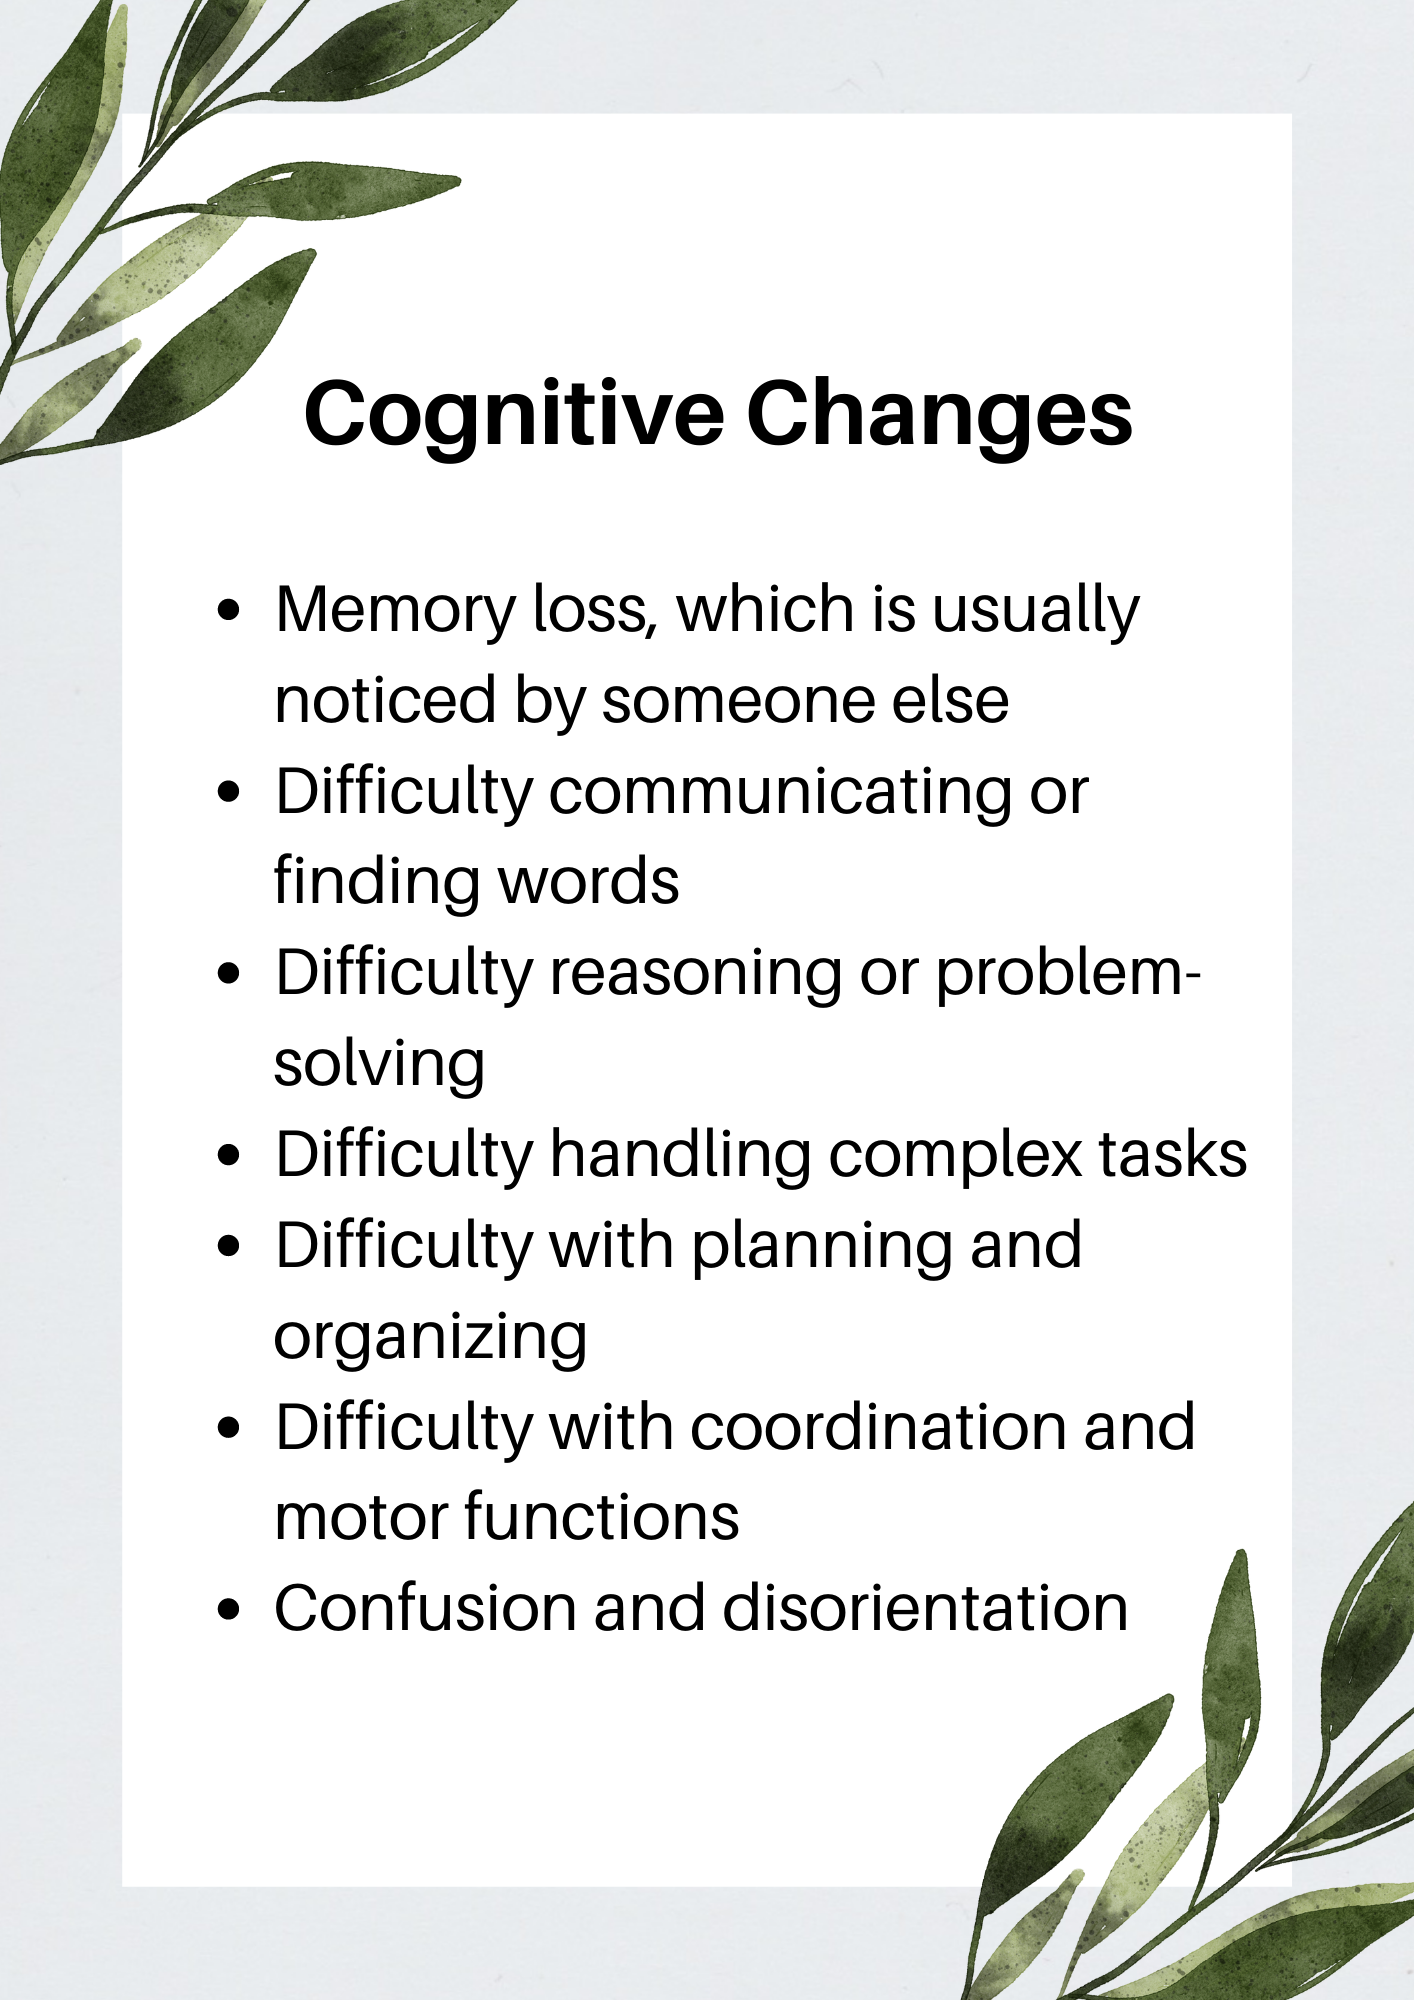 Cognitive Changes
• Memory loss, which is usually
noticed by someone else
• Difficulty communicating or
finding words
• Difficulty reasoning or problem-
solving
• Difficulty handling complex tasks
• Difficulty with planning and
organizing
• Difficulty with coordination and
motor functions
• Confusion and disorientation